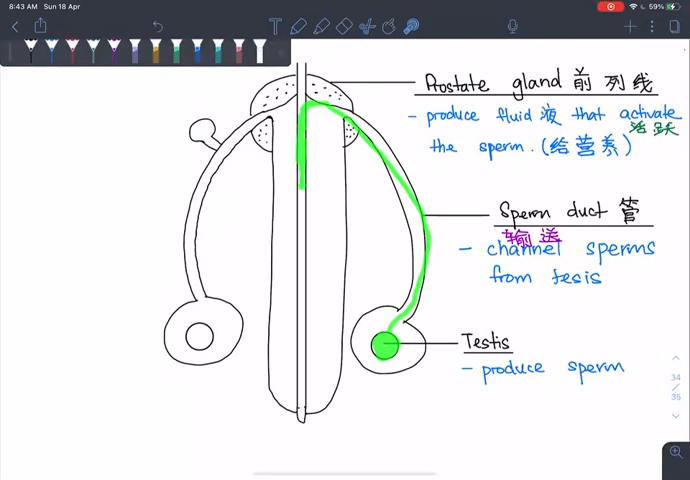 8:43 AM Sun 18 Apr
59%
Prostate gland 前列线
- produce fluid 液 that activate
活跃
the sperm. (给营养)
Sperm duct 管
输送
- channel sperms
from tesis
Testis
- produce sperm
34
/
35